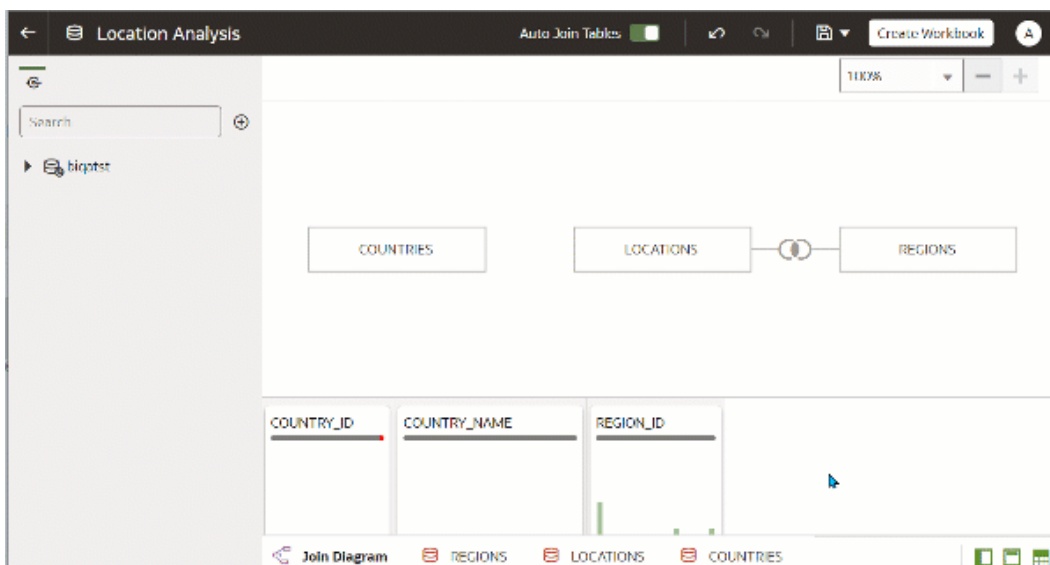 Location Analysis
Auto Join Tables
Create Workbook
A
100%
Search
COUNTRIES
LOCATIONS
REGIONS
COUNTRY_ID
COUNTRY_NAME
REGION_ID
Join Diagram
REGIONS
LOCATIONS
COUNTRIES